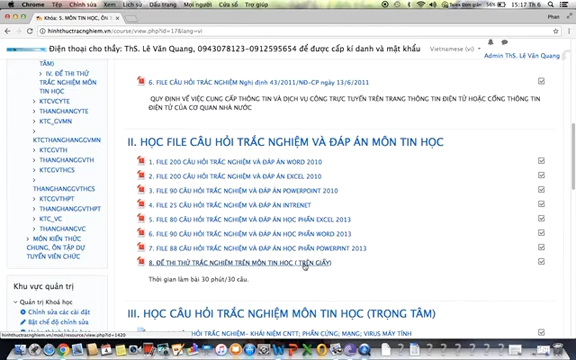 Chrome Tệp Chỉnh sửa Xem Lịch sử Dấu trang Mọi người Cửa sổ Trợ giúp
15:17 Th 6
Khóa: 5. MÔN TIN HỌC, ÔN T
Phan
hinhthuctracnghiem.vn/course/view.php?id=17&lang=vi
Điện thoại cho thầy: ThS. Lê Văn Quang, 0943078123-0912595654 để được cấp kí danh và mật khẩu
Vietnamese (vi)
Admin ThS. Lê Văn Quang
TÂM)
IV. ĐỀ THI THỬ
TRẮC NGHIỆM MÔN
TIN HỌC
KTCVCYTE
THANGHANGYTE
KTC_GVMN
KTCTHANGHANGGVMN
KTCGVTH
THANGHANGGVTH
KTCGVTHCS
THANGHANGGVTHCS
KTCGVTHPT
THANGHANGGVTHPT
KTC_VC
THANGHANG_VC
MÔN KIẾN THỨC
CHUNG, ÔN TẬP DỰ
TUYỂN VIÊN CHỨC
Khu vực quản trị
Quản trị Khoá học
Chỉnh sửa các cài đặt
Bật chế độ chỉnh sửa
hinhthuctracnghiem.vn/mod/resource/view.php?id=1420
6. FILE CÂU HỎI TRẮC NGHIỆM Nghị định 43/2011/NĐ-CP ngày 13/6/2011
QUY ĐỊNH VỀ VIỆC CUNG CẤP THÔNG TIN VÀ DỊCH VỤ CÔNG TRỰC TUYẾN TRÊN TRANG THÔNG TIN ĐIỆN TỬ HOẶC CỔNG THÔNG
TIN ĐIỆN TỬ CỦA CƠ QUAN NHÀ NƯỚC
II. HỌC FILE CÂU HỎI TRẮC NGHIỆM VÀ ĐÁP ÁN MÔN TIN HỌC
1. FILE 200 CÂU HỎI TRẮC NGHIỆM VÀ ĐÁP ÁN WORD 2010
2. FILE 200 CÂU HỎI TRẮC NGHIỆM VÀ ĐÁP ÁN EXCEL 2010
3. FILE 90 CÂU HỎI TRẮC NGHIỆM VÀ ĐÁP ÁN POWERPOINT 2010
4. FILE 25 CÂU HỎI TRẮC NGHIỆM VÀ ĐÁP ÁN INTRENET
5. FILE 80 CÂU HỎI TRẮC NGHIỆM VÀ ĐÁP ÁN HỌC PHẦN EXCEL 2013
6. FILE 90 CÂU HỎI TRẮC NGHIỆM VÀ ĐÁP ÁN HỌC PHẦN WORD 2013
7. FILE 88 CÂU HỎI TRẮC NGHIỆM VÀ ĐÁP ÁN HỌC PHẦN POWERPINT 2013
8. ĐỀ THI THỬ TRẮC NGHIỆM TRÊN MÔN TIN HỌC ( TRÊN GIẤY)
Thời gian làm bài 30 phút/30 câu.
III. HỌC CÂU HỎI TRẮC NGHIỆM MÔN TIN HỌC (TRỌNG TÂM)
HỌC CÂU HỎI TRẮC NGHIỆM- KHÁI NIỆM CNTT; PHẦN CỨNG; MẠNG; VIRUS MÁY TÍNH